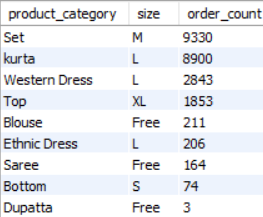 product_category size order_count
Set M 9330
kurta L 8900
Western Dress L 2843
Top XL 1853
Blouse Free 211
Ethnic Dress L 206
Saree Free 164
Bottom S 74
Dupatta Free 3